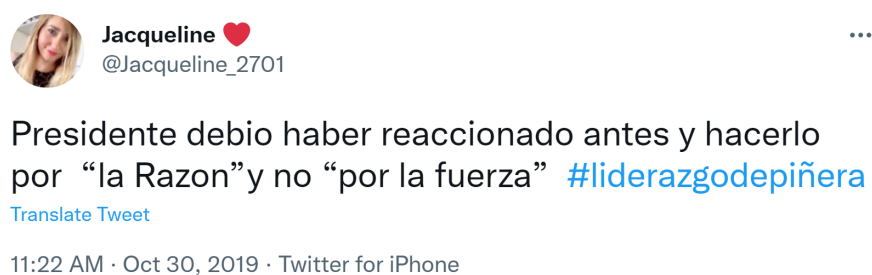 Jacqueline ❤️
@Jacqueline_2701
Presidente debio haber reaccionado antes y hacerlo
por “la Razon”y no “por la fuerza” #liderazgodepiñera
Translate Tweet
11:22 AM · Oct 30, 2019 · Twitter for iPhone